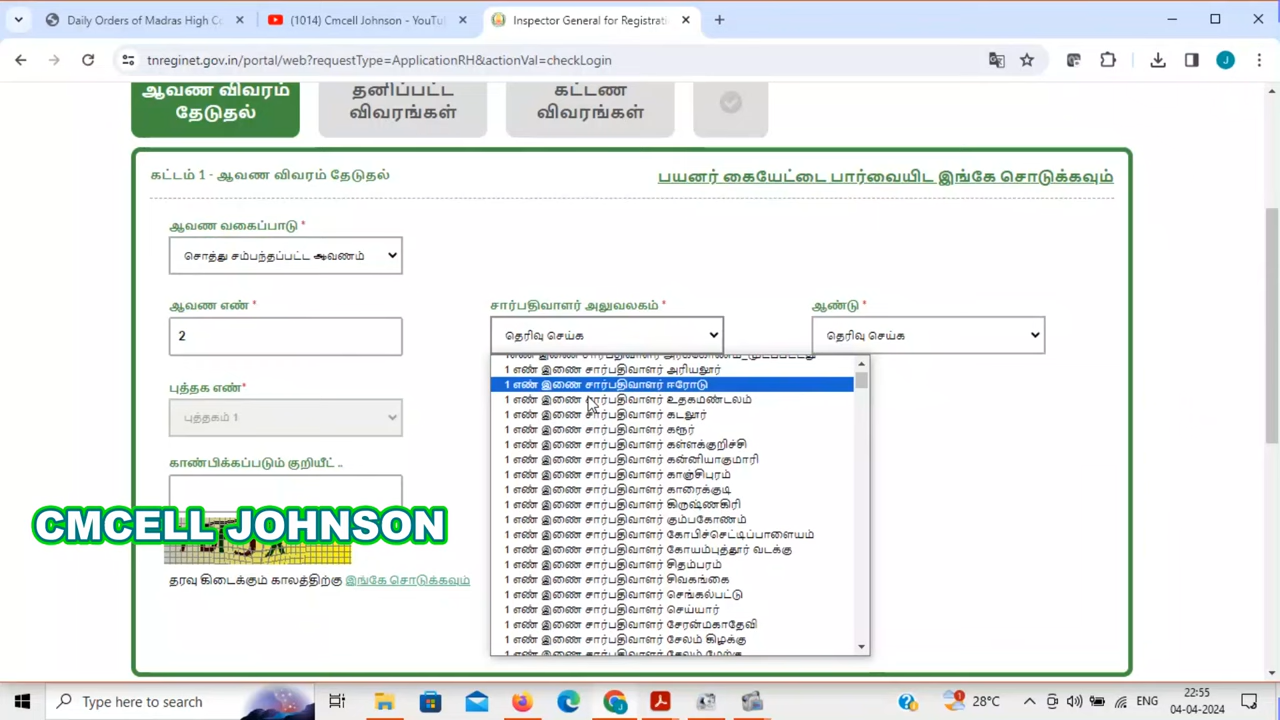 Daily Orders of Madras High C
(1014) Cmcell Johnson - YouTu
Inspector General for Registrati
tnreginet.gov.in/portal/web?requestType=ApplicationRH&actionVal=checkLogin
ஆவண விவரம்
தேடுதல்
தனிப்பட்ட
விவரங்கள்
கட்டண
விவரங்கள்
கட்டம் 1 - ஆவண விவரம் தேடுதல்
பயனர் கையேட்டை பார்வையிட இங்கே சொடுக்கவும்
ஆவண வகைப்பாடு *
சொத்து சம்பந்தப்பட்ட ஆவணம்
ஆவண எண் *
சார்பதிவாளர் அலுவலகம் *
ஆண்டு *
2
தெரிவு செய்க
தெரிவு செய்க
1 எண் இணை சார்பதிவாளர் அரியலூர்
1 எண் இணை சார்பதிவாளர் ஈரோடு
1 எண் இணை சார்பதிவாளர் உதகமண்டலம்
1 எண் இணை சார்பதிவாளர் கடலூர்
1 எண் இணை சார்பதிவாளர் கரூர்
1 எண் இணை சார்பதிவாளர் கள்ளக்குறிச்சி
1 எண் இணை சார்பதிவாளர் கன்னியாகுமாரி
1 எண் இணை சார்பதிவாளர் காஞ்சிபுரம்
1 எண் இணை சார்பதிவாளர் காரைக்குடி
1 எண் இணை சார்பதிவாளர் கிருஷ்ணகிரி
1 எண் இணை சார்பதிவாளர் கும்பகோணம்
1 எண் இணை சார்பதிவாளர் கோபிச்செட்டிப்பாளையம்
1 எண் இணை சார்பதிவாளர் கோயம்புத்தூர் வடக்கு
1 எண் இணை சார்பதிவாளர் சிதம்பரம்
1 எண் இணை சார்பதிவாளர் சிவகங்கை
1 எண் இணை சார்பதிவாளர் செங்கல்பட்டு
1 எண் இணை சார்பதிவாளர் செய்யார்
1 எண் இணை சார்பதிவாளர் சேரன்மகாதேவி
1 எண் இணை சார்பதிவாளர் சேலம் கிழக்கு
1 எண் இணை சார்பதிவாளர் சேலம் மேற்கு
புத்தக எண்*
புத்தகம் 1
காண்பிக்கப்படும் குறியீட் ..
CMCELL JOHNSON
தரவு கிடைக்கும் காலத்திற்கு இங்கே சொடுக்கவும்
Type here to search
28°C
ENG
22:55
04-04-2024